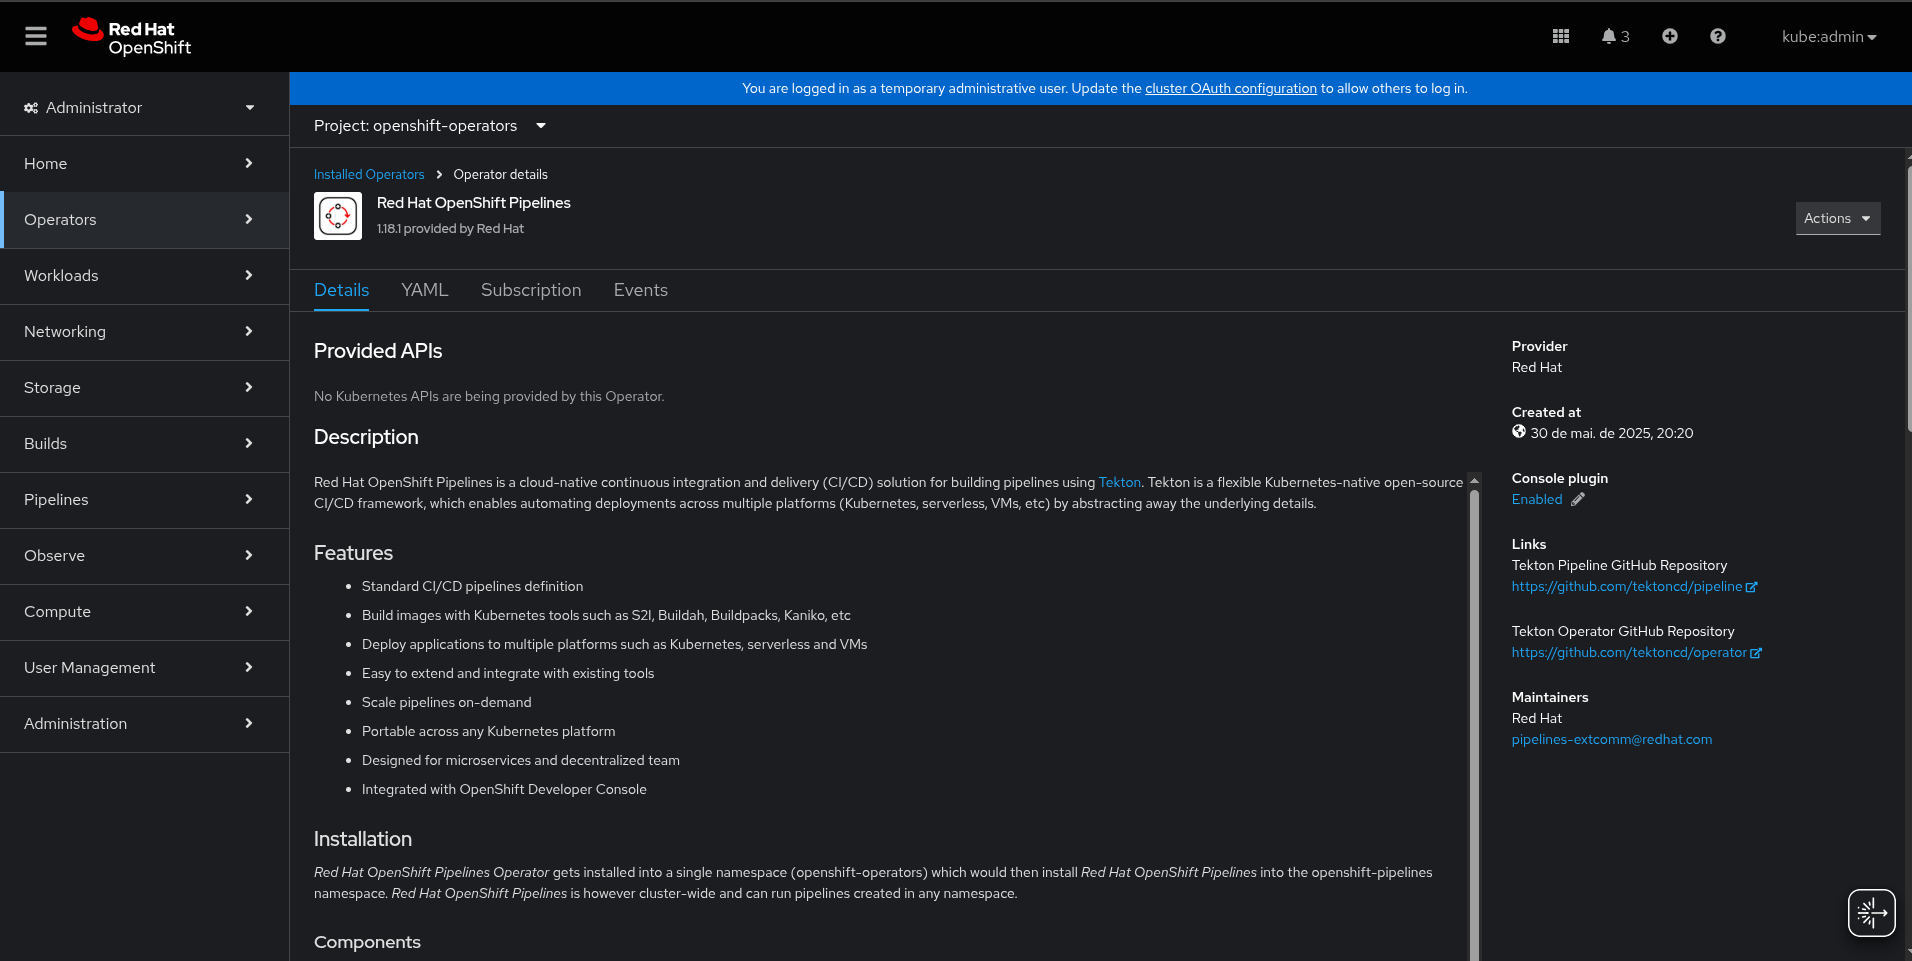 Red Hat
OpenShift
3
kube:admin
You are logged in as a temporary administrative user. Update the cluster OAuth configuration to allow others to log in.
Administrator
Home
Operators
Workloads
Networking
Storage
Builds
Pipelines
Observe
Compute
User Management
Administration
Project: openshift-operators
Installed Operators
Operator details
Red Hat OpenShift Pipelines
1.18.1 provided by Red Hat
Actions
Details
YAML
Subscription
Events
Provided APIs
No Kubernetes APIs are being provided by this Operator.
Description
Red Hat OpenShift Pipelines is a cloud-native continuous integration and delivery (CI/CD) solution for building pipelines using Tekton. Tekton is a flexible Kubernetes-native open-source
CI/CD framework, which enables automating deployments across multiple platforms (Kubernetes, serverless, VMs, etc) by abstracting away the underlying details.
Features
Standard CI/CD pipelines definition
Build images with Kubernetes tools such as S2I, Buildah, Buildpacks, Kaniko, etc
Deploy applications to multiple platforms such as Kubernetes, serverless and VMs
Easy to extend and integrate with existing tools
Scale pipelines on-demand
Portable across any Kubernetes platform
Designed for microservices and decentralized team
Integrated with OpenShift Developer Console
Installation
Red Hat OpenShift Pipelines Operator gets installed into a single namespace (openshift-operators) which would then install Red Hat OpenShift Pipelines into the openshift-pipelines
namespace. Red Hat OpenShift Pipelines is however cluster-wide and can run pipelines created in any namespace.
Components
Provider
Red Hat
Created at
30 de mai. de 2025, 20:20
Console plugin
Enabled
Links
Tekton Pipeline GitHub Repository
https://github.com/tektoncd/pipeline
Tekton Operator GitHub Repository
https://github.com/tektoncd/operator
Maintainers
Red Hat
pipelines-extcomm@redhat.com